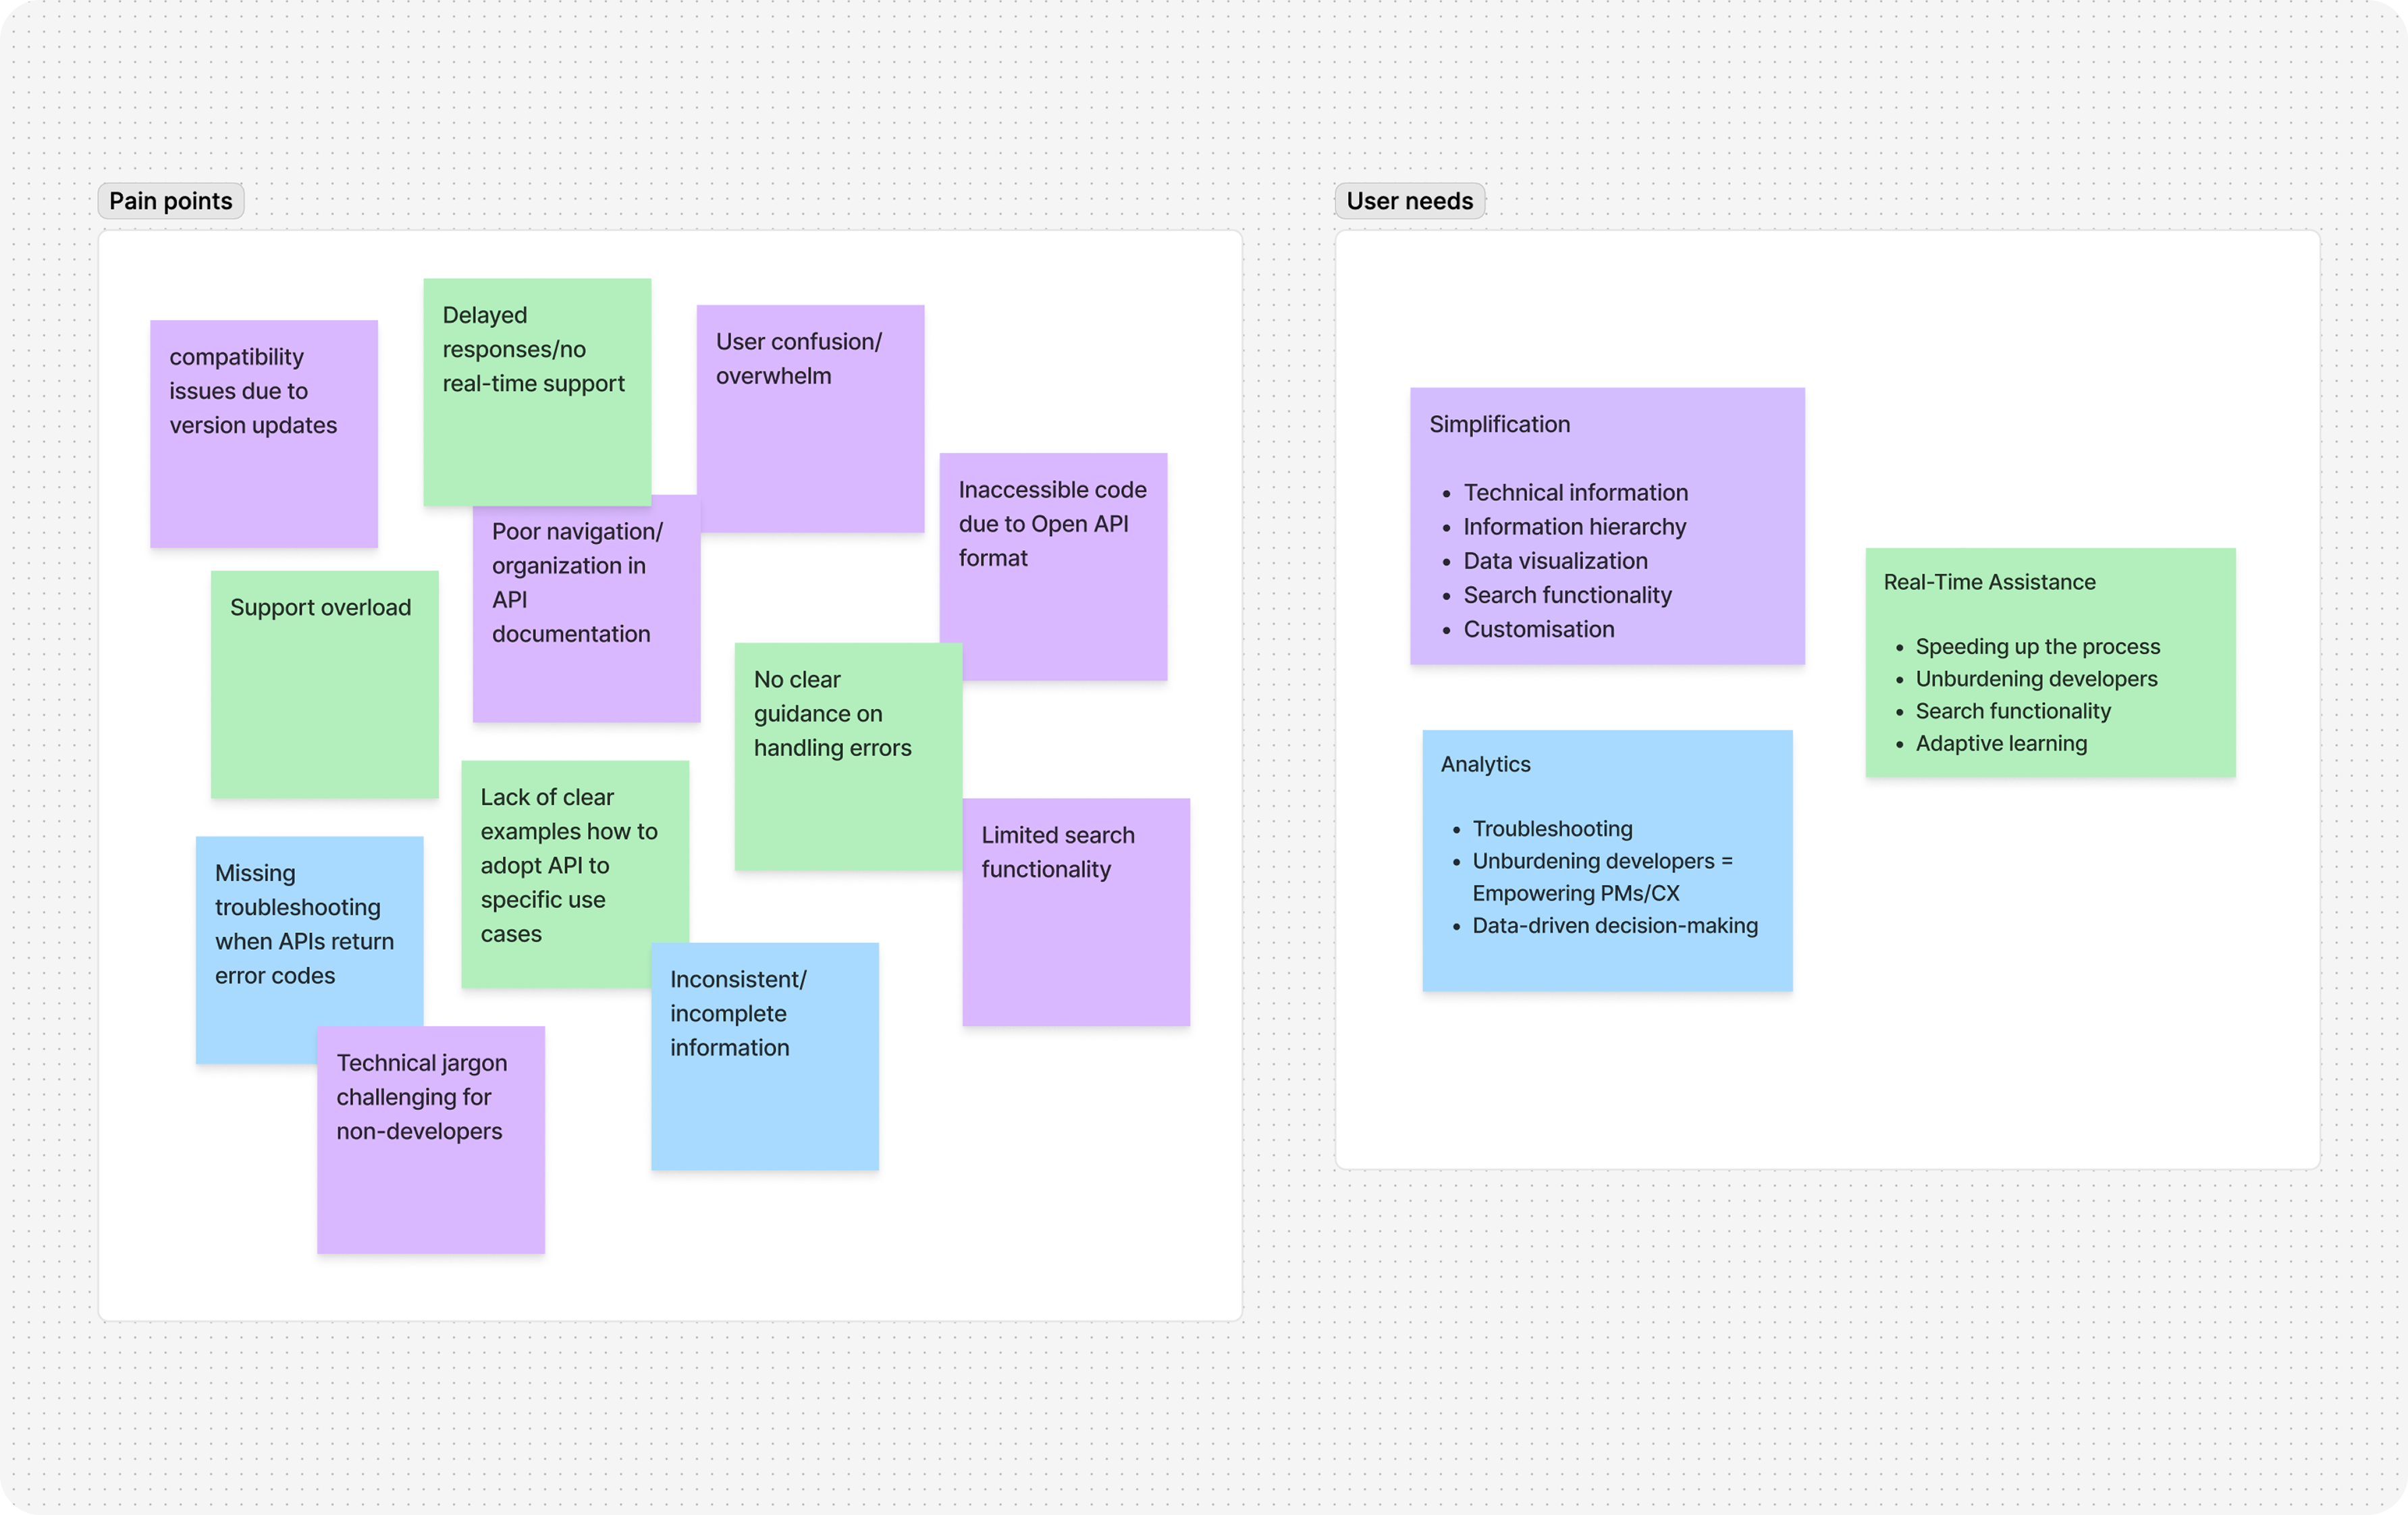 Pain points
compatibility
issues due to
version updates
Delayed
responses/no
real-time support
User confusion/
overwhelm
Inaccessible code
due to Open API
format
Support overload
Poor navigation/
organization in
API
documentation
No clear
guidance on
handling errors
Limited search
functionality
Missing
troubleshooting
when APIs return
error codes
Lack of clear
examples how to
adopt API to
specific use
cases
Inconsistent/
incomplete
information
Technical jargon
challenging for
non-developers
User needs
Simplification
• Technical information
• Information hierarchy
• Data visualization
• Search functionality
• Customisation
Real-Time Assistance
• Speeding up the process
• Unburdening developers
• Search functionality
• Adaptive learning
Analytics
• Troubleshooting
• Unburdening developers =
Empowering PMs/CX
• Data-driven decision-making